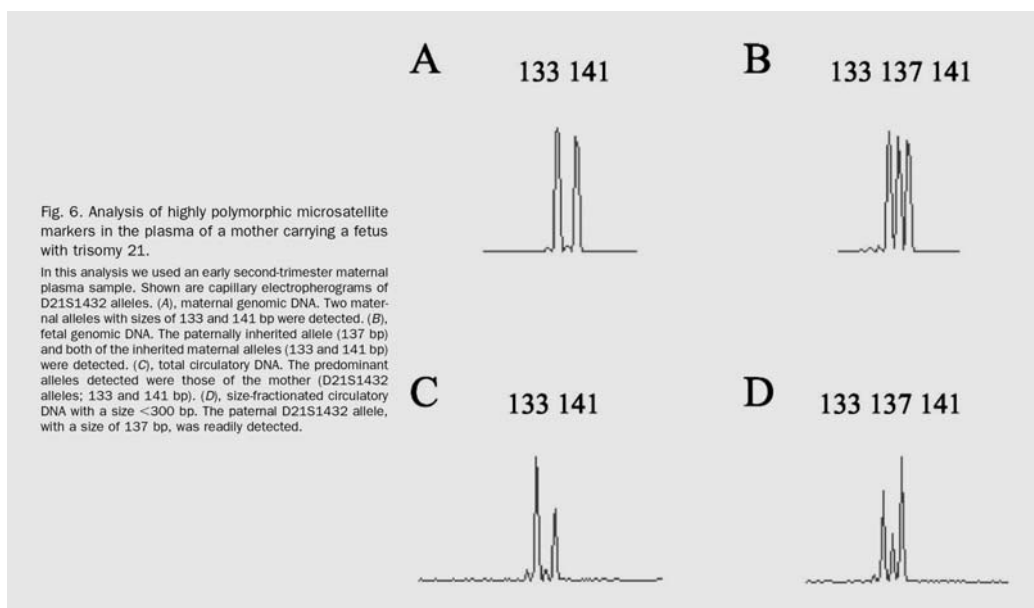 A 133 141
B 133 137 141
Fig. 6. Analysis of highly polymorphic microsatellite
markers in the plasma of a mother carrying a fetus
with trisomy 21.
In this analysis we used an early second-trimester maternal
plasma sample. Shown are capillary electropherograms of
D21S1432 alleles. (A), maternal genomic DNA. Two mater-
nal alleles with sizes of 133 and 141 bp were detected. (B),
fetal genomic DNA. The paternally inherited allele (137 bp)
and both of the inherited maternal alleles (133 and 141 bp)
were detected. (C), total circulatory DNA. The predominant
alleles detected were those of the mother (D21S1432
alleles; 133 and 141 bp). (D), size-fractionated circulatory
DNA with a size <300 bp. The paternal D21S1432 allele,
with a size of 137 bp, was readily detected.
C 133 141
D 133 137 141